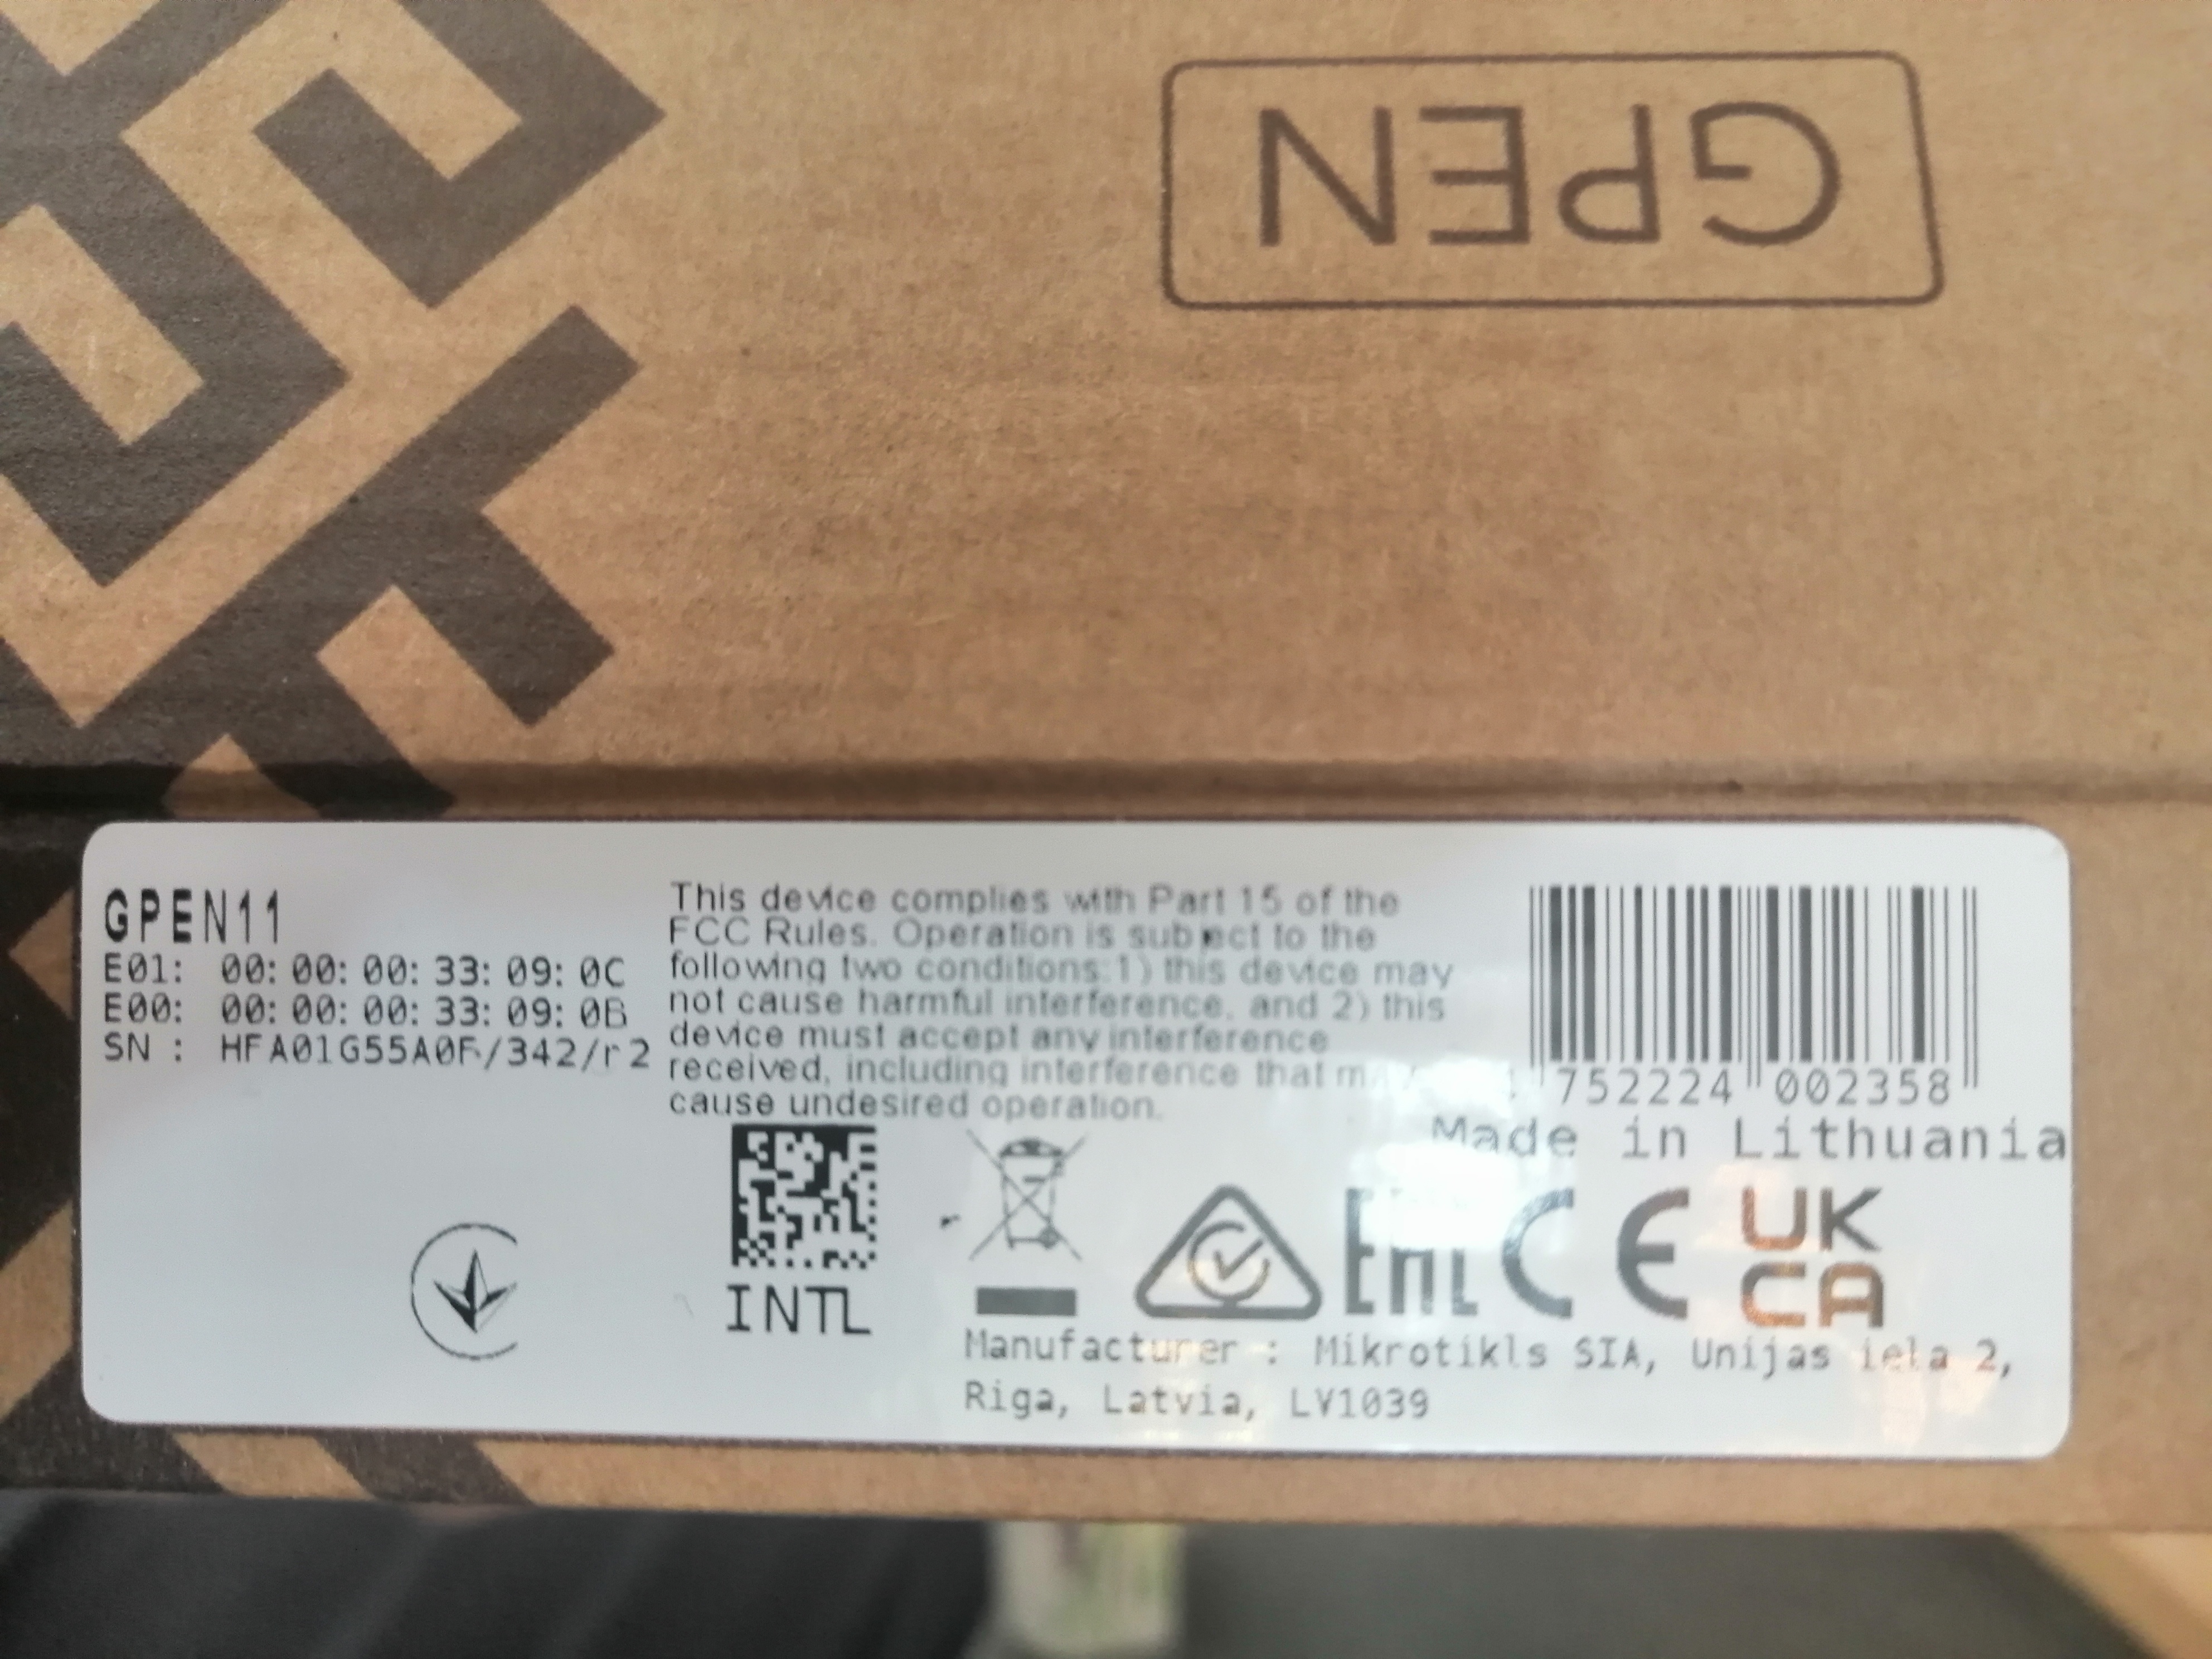 GPEN
GPEN11
E01: 00:00:00:33:09:0C
E00: 00:00:00:33:09:0B
SN : HFA01G55A0F/342/r2
This device complies with Part 15 of the
FCC Rules. Operation is subject to the
following two conditions:1) this device may
not cause harmful interference, and 2) this
device must accept any interference
received, including interference that may
cause undesired operation.
752224 002358
Made in Lithuania
INTL
EAC CE UK
CA
Manufacturer : Mikrotikls SIA, Unijas iela 2,
Riga, Latvia, LV1039